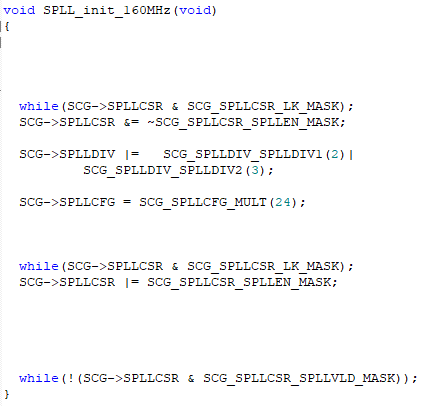 void SPLL_init_160MHz(void)
{
while(SCG->SPLLCSR & SCG_SPLLCSR_LK_MASK);
SCG->SPLLCSR &= ~SCG_SPLLCSR_SPLLEN_MASK;
SCG->SPLLDIV |= SCG_SPLLDIV_SPLLDIV1(2)|
SCG_SPLLDIV_SPLLDIV2(3);
SCG->SPLLCFG = SCG_SPLLCFG_MULT(24);
while(SCG->SPLLCSR & SCG_SPLLCSR_LK_MASK);
SCG->SPLLCSR |= SCG_SPLLCSR_SPLLEN_MASK;
while(!(SCG->SPLLCSR & SCG_SPLLCSR_SPLLVLD_MASK));
}